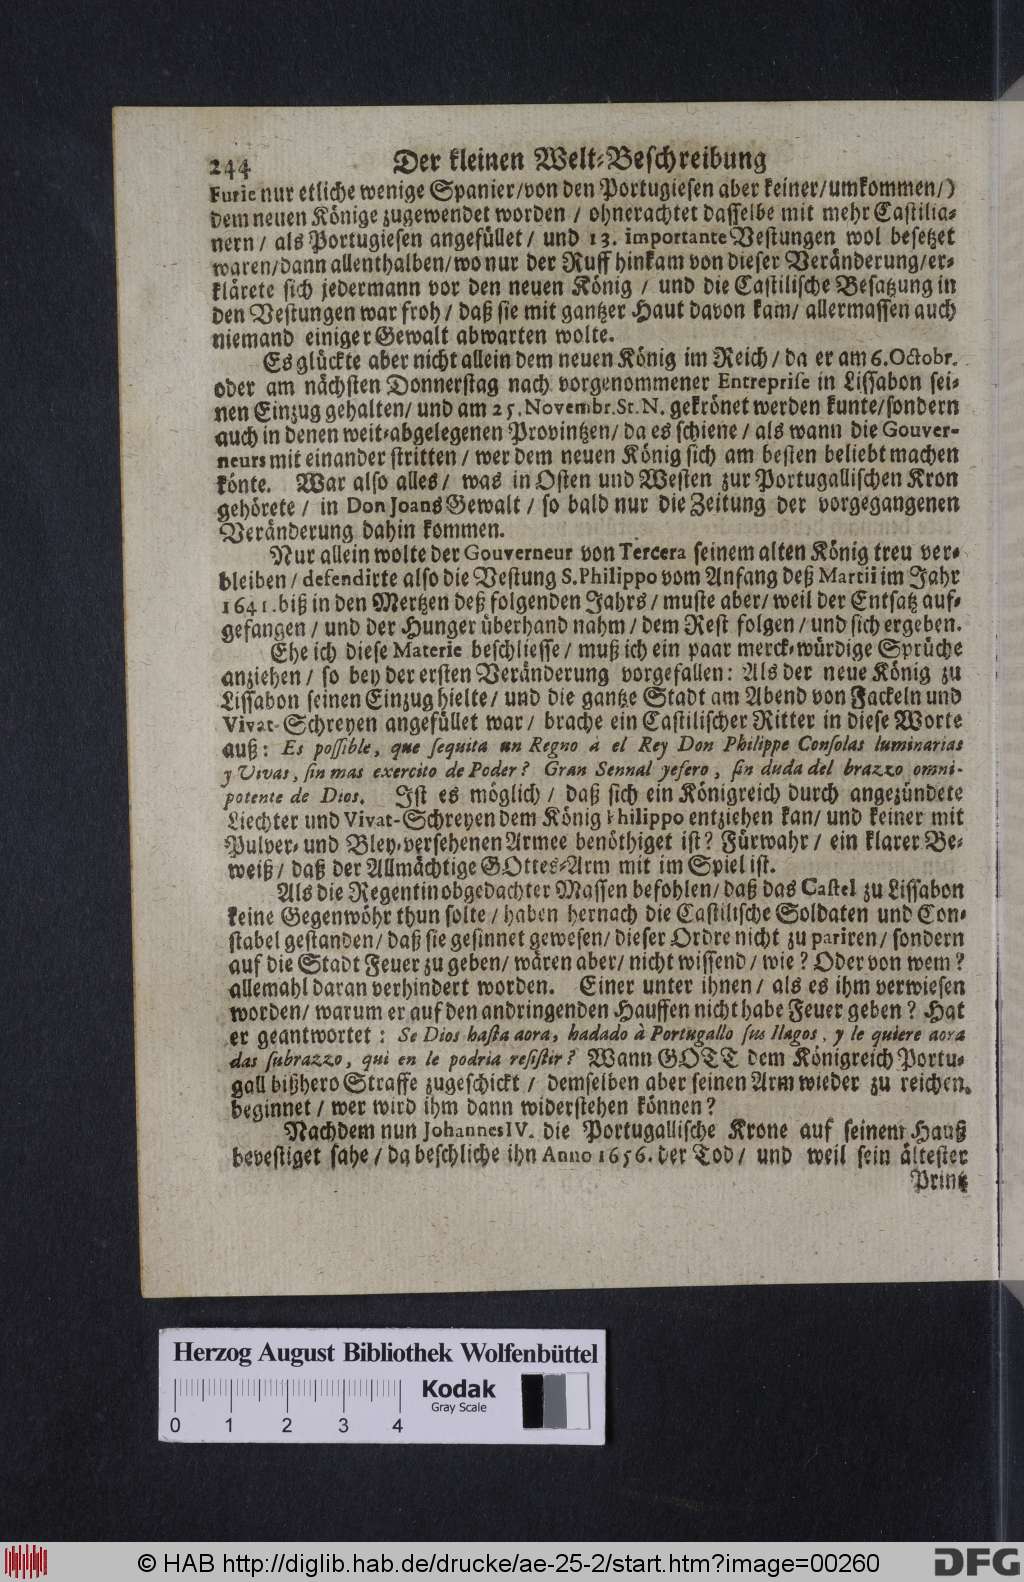 244 Der kleinen Welt-Beschreibung
Furie nur etliche wenige Spanier/von den Portugiesen aber keiner/umkommen/)
dem neuen Könige zugewendet worden / ohnerachtet dasselbe mit mehr Castilia-
nern / als Portugiesen angefüllet / und 13. importante Vestungen wol besetzet
waren/dann allenthalben/wo nur der Ruff hinkam von dieser Veränderung/er-
klärete sich jedermann vor den neuen König / und die Castilische Besatzung in
den Vestungen war froh/ daß sie mit gantzer Haut davon kam/ allermassen auch
niemand einiger Gewalt abwarten wolte.
Es glückte aber nicht allein dem neuen König im Reich / da er am 6. Octobr.
oder am nächsten Donnerstag nach vorgenommener Entreprise in Lissabon sei-
nen Einzug gehalten/ und am 25. Novembr. St. N. gekrönet werden kunte/sondern
auch in denen weit-abgelegenen Provintzen/ da es schiene / als wann die Gouver-
neurs mit einander stritten / wer dem neuen König sich am besten beliebt machen
könte. War also alles / was in Osten und Westen zur Portugallischen Kron
gehörete / in Don Joans Gewalt / so bald nur die Zeitung der vorgegangenen
Veränderung dahin kommen.
Nur allein wolte der Gouverneur von Tercera seinem alten König treu ver-
bleiben / defendirte also die Vestung S. Philippo vom Anfang deß Martii im Jahr
1641. biß in den Mertzen deß folgenden Jahrs / muste aber/ weil der Entsatz auf-
gefangen / und der Hunger überhand nahm / dem Rest folgen / und sich ergeben.
Ehe ich diese Materie beschliesse / muß ich ein paar merck-würdige Sprüche
anziehen / so bey der ersten Veränderung vorgefallen: Als der neue König zu
Lissabon seinen Einzug hielte / und die gantze Stadt am Abend von Fackeln und
Vivat-Schreyen angefüllet war / brache ein Castilischer Ritter in diese Worte
auß: Es possible, que sequita un Regno á el Rey Don Philippe Consolas luminarias
y Vivas, sin mas exercito de Poder? Gran Sennal yesero, sin duda del brazzo omni-
potente de Dios. Ist es möglich / daß sich ein Königreich durch angezündete
Liechter und Vivat-Schreyen dem König Philippo entziehen kan/ und keiner mit
Pulver- und Bley-versehenen Armee benöthiget ist? Fürwahr / ein klarer Be-
weiß / daß der Allmächtige GOttes-Arm mit im Spiel ist.
Als die Regentin obgedachter Massen befohlen/ daß das Castel zu Lissabon
keine Gegenwöhr thun solte / haben hernach die Castilische Soldaten und Con-
stabel gestanden/ daß sie gesinnet gewesen/ dieser Ordre nicht zu pariren / sondern
auf die Stadt Feuer zu geben/ wären aber/ nicht wissend / wie? Oder von wem?
allemahl daran verhindert worden. Einer unter ihnen / als es ihm verwiesen
worden/ warum er auf den andringenden Hauffen nicht habe Feuer geben? Hat
er geantwortet: Se Dios hasta aora, hadado à Portugallo sus llagos, y le quiere aora
das subrazzo, qui en le podria resistir? Wann GOTT dem Königreich Portu-
gall bißhero Straffe zugeschickt / demselben aber seinen Arm wieder zu reichen
beginnet / wer wird ihm dann widerstehen können?
Nachdem nun Johannes IV. die Portugallische Krone auf seinem Hauß
bevestiget sahe / da beschliche ihn Anno 1656. der Tod / und weil sein ältester
Printz
Herzog August Bibliothek Wolfenbüttel
Kodak
Gray Scale
0 1 2 3 4
© HAB http://diglib.hab.de/drucke/ae-25-2/start.htm?image=00260
DFG